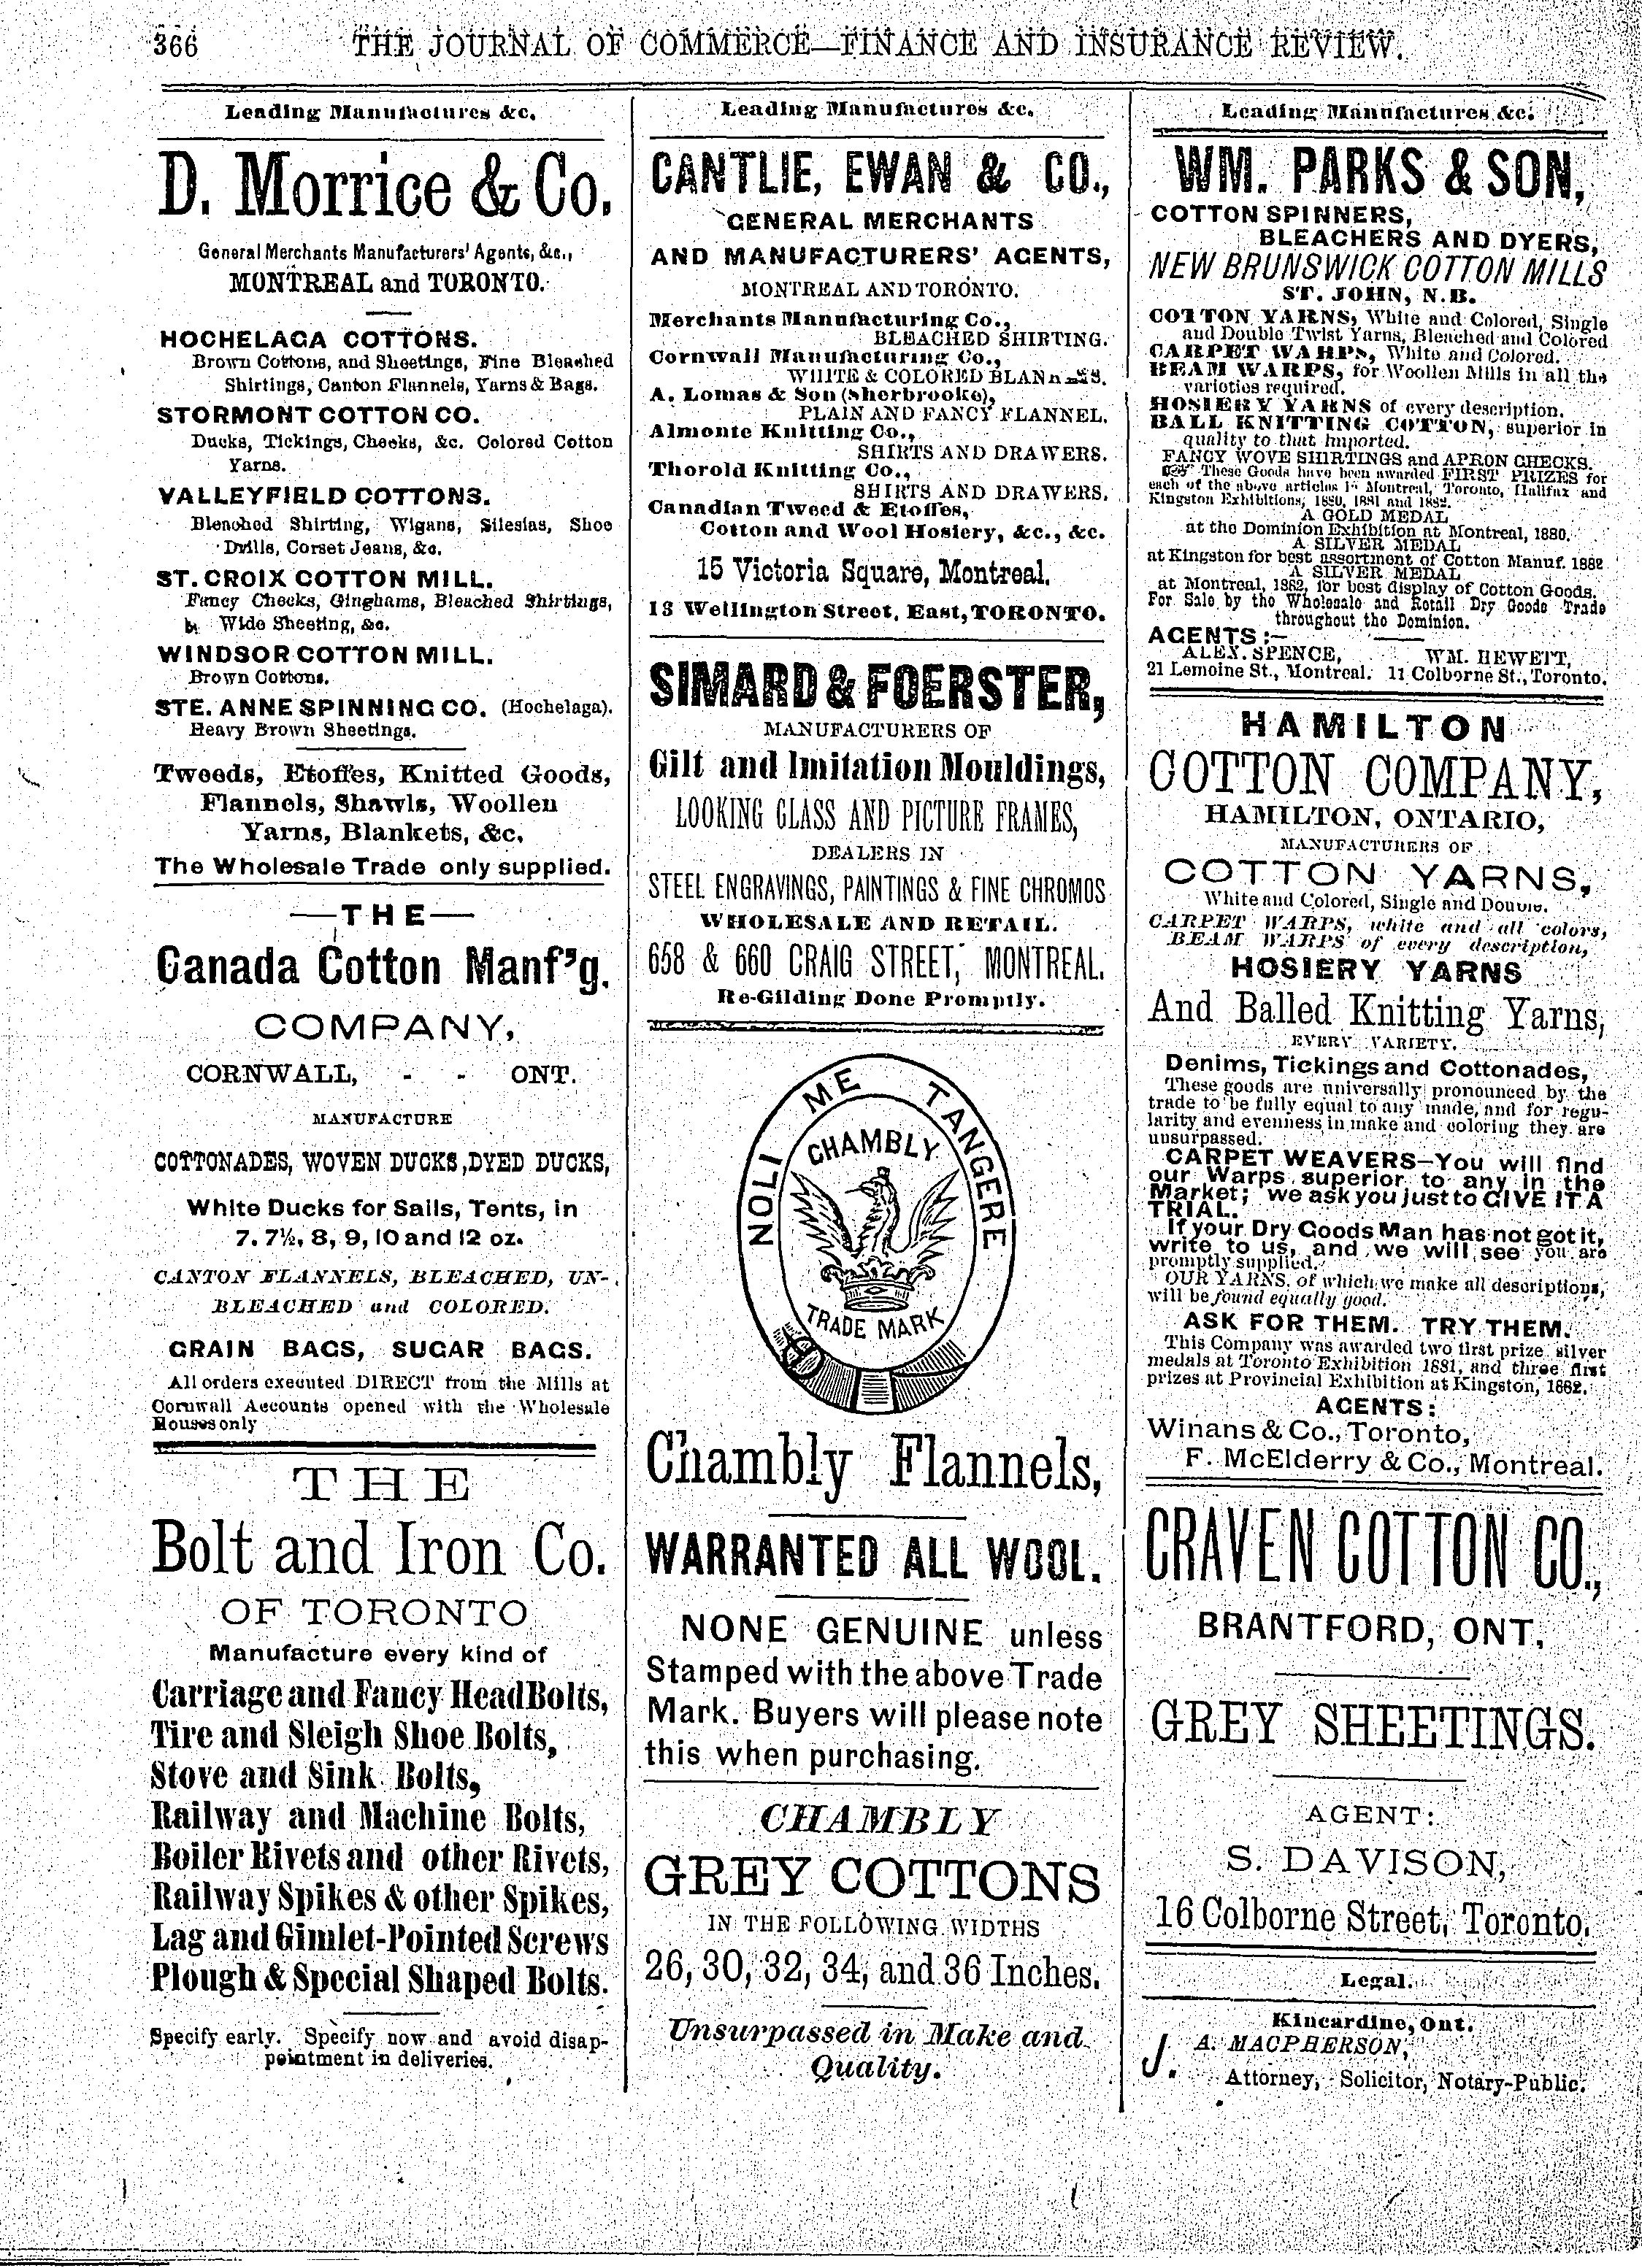 366 THE JOURNAL OF COMMERCE—FINANCE AND INSURANCE REVIEW.
Leading Manufactures &c.
D. Morrice & Co.
General Merchants Manufacturers' Agents, &c.,
MONTREAL and TORONTO.
HOCHELAGA COTTONS.
Brown Cottons, and Sheetings, Fine Bleached
Shirtings, Canton Flannels, Yarns & Bags.
STORMONT COTTON CO.
Ducks, Tickings, Checks, &c. Colored Cotton
Yarns.
VALLEYFIELD COTTONS.
Bleached Shirting, Wigans, Silesias, Shoe
Drills, Corset Jeans, &c.
ST. CROIX COTTON MILL.
Fancy Checks, Ginghams, Bleached Shirtings,
Wide Sheeting, &c.
WINDSOR COTTON MILL.
Brown Cottons.
STE. ANNE SPINNING CO. (Hochelaga).
Heavy Brown Sheetings.
Tweeds, Etoffes, Knitted Goods,
Flannels, Shawls, Woollen
Yarns, Blankets, &c,
The Wholesale Trade only supplied.
—THE—
Canada Cotton Manf'g.
COMPANY,
CORNWALL, - - ONT.
MANUFACTURE
COTTONADES, WOVEN DUCKS, DYED DUCKS,
White Ducks for Sails, Tents, in
7. 7½, 8, 9, 10 and 12 oz.
CANTON FLANNELS, BLEACHED, UN-
BLEACHED and COLORED.
GRAIN BAGS, SUGAR BAGS.
All orders executed DIRECT from the Mills at
Cornwall Accounts opened with the Wholesale
Houses only
THE
Bolt and Iron Co.
OF TORONTO
Manufacture every kind of
Carriage and Fancy Head Bolts,
Tire and Sleigh Shoe Bolts,
Stove and Sink Bolts,
Railway and Machine Bolts,
Boiler Rivets and other Rivets,
Railway Spikes & other Spikes,
Lag and Gimlet-Pointed Screws
Plough & Special Shaped Bolts.
Specify early. Specify now and avoid disap-
pointment in deliveries.
Leading Manufactures &c.
CANTLIE, EWAN & CO.,
GENERAL MERCHANTS
AND MANUFACTURERS' AGENTS,
MONTREAL AND TORONTO.
Merchants Manufacturing Co.,
BLEACHED SHIRTING.
Cornwall Manufacturing Co.,
WHITE & COLORED
A. Lomas & Son (Sherbrooke),
PLAIN AND FANCY FLANNEL.
Almonte Knitting Co.,
SHIRTS AND DRAWERS.
Thorold Knitting Co.,
SHIRTS AND DRAWERS.
Canadian Tweed & Etoffes,
Cotton and Wool Hosiery, &c., &c.
15 Victoria Square, Montreal.
13 Wellington Street, East, TORONTO.
SIMARD & FOERSTER,
MANUFACTURERS OF
Gilt and Imitation Mouldings,
LOOKING GLASS AND PICTURE FRAMES,
DEALERS IN
STEEL ENGRAVINGS, PAINTINGS & FINE CHROMOS
WHOLESALE AND RETAIL.
658 & 660 CRAIG STREET, MONTREAL.
Re-Gilding Done Promptly.
NOLI ME TANGERE
CHAMBLY
TRADE MARK
Chambly Flannels,
WARRANTED ALL WOOL.
NONE GENUINE unless
Stamped with the above Trade
Mark. Buyers will please note
this when purchasing.
CHAMBLY
GREY COTTONS
IN THE FOLLOWING WIDTHS
26, 30, 32, 34, and 36 Inches.
Unsurpassed in Make and
Quality.
Leading Manufactures &c.
WM. PARKS & SON,
COTTON SPINNERS,
BLEACHERS AND DYERS,
NEW BRUNSWICK COTTON MILLS
ST. JOHN, N.B.
COTTON YARNS, White and Colored, Single
and Double Twist Yarns, Bleached and Colored
CARPET WARPS, White and Colored.
BEAM WARPS, for Woollen Mills in all the
varieties required.
HOSIERY YARNS of every description.
BALL KNITTING COTTON, superior in
quality to that imported.
FANCY WOVE SHIRTINGS and APRON CHECKS.
These Goods have been awarded FIRST PRIZES for
each of the above articles in Montreal, Toronto, Halifax and
Kingston Exhibitions, 1880, 1881 and 1882.
A GOLD MEDAL
at the Dominion Exhibition at Montreal, 1880.
A SILVER MEDAL
at Kingston for best assortment of Cotton Manuf. 1882
A SILVER MEDAL
at Montreal, 1882, for best display of Cotton Goods.
For Sale by the Wholesale and Retail Dry Goods Trade
throughout the Dominion.
AGENTS:—
ALEX. SPENCE, WM. HEWETT,
21 Lemoine St., Montreal. 11 Colborne St., Toronto.
HAMILTON
COTTON COMPANY,
HAMILTON, ONTARIO,
MANUFACTURERS OF
COTTON YARNS,
White and Colored, Single and Double.
CARPET WARPS, white and all colors,
BEAM WARPS of every description,
HOSIERY YARNS
And Balled Knitting Yarns,
EVERY VARIETY.
Denims, Tickings and Cottonades,
These goods are universally pronounced by the
trade to be fully equal to any made, and for regu-
larity and evenness in make and coloring they are
unsurpassed.
CARPET WEAVERS—You will find
our Warps superior to any in the
Market; we ask you just to GIVE IT A
TRIAL.
If your Dry Goods Man has not got it,
write to us, and we will see you are
promptly supplied.
OUR YARNS, of which we make all descriptions,
will be found equally good.
ASK FOR THEM. TRY THEM.
This Company was awarded two first prize silver
medals at Toronto Exhibition 1881, and three first
prizes at Provincial Exhibition at Kingston, 1882.
AGENTS:
Winans & Co., Toronto,
F. McElderry & Co., Montreal.
CRAVEN COTTON CO.,
BRANTFORD, ONT,
GREY SHEETINGS.
AGENT:
S. DAVISON,
16 Colborne Street, Toronto.
Legal.
Kincardine, Ont.
J. A. MACPHERSON,
Attorney, Solicitor, Notary-Public.